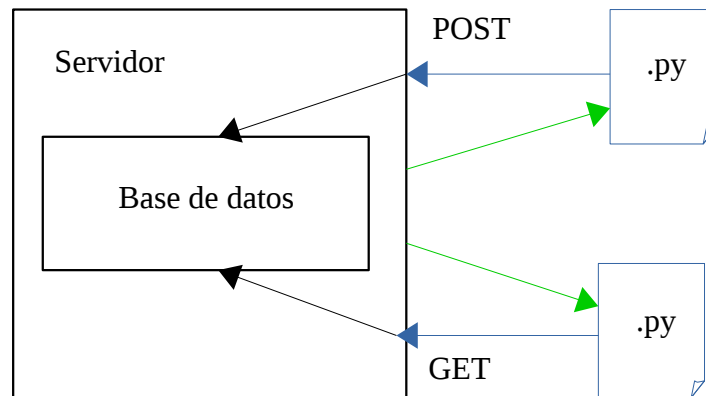 POST
Servidor
.py
Base de datos
.py
GET